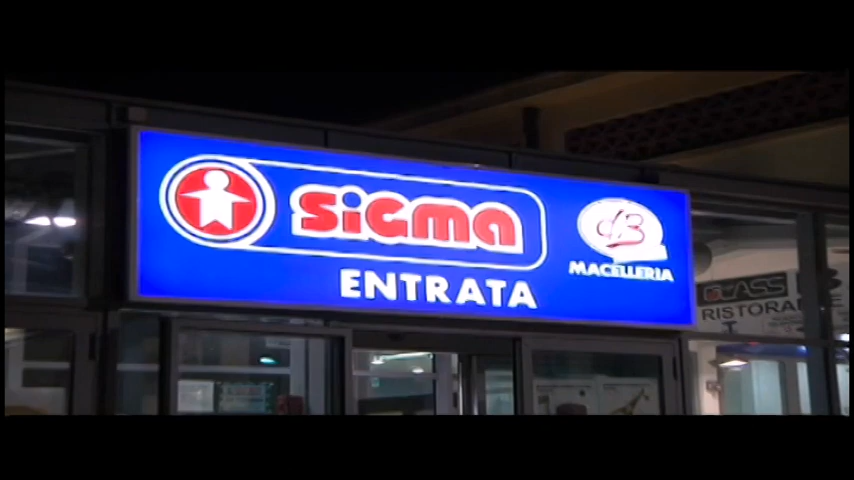 sigma
ENTRATA
MACELLERIA
GLASS
RISTORANTE